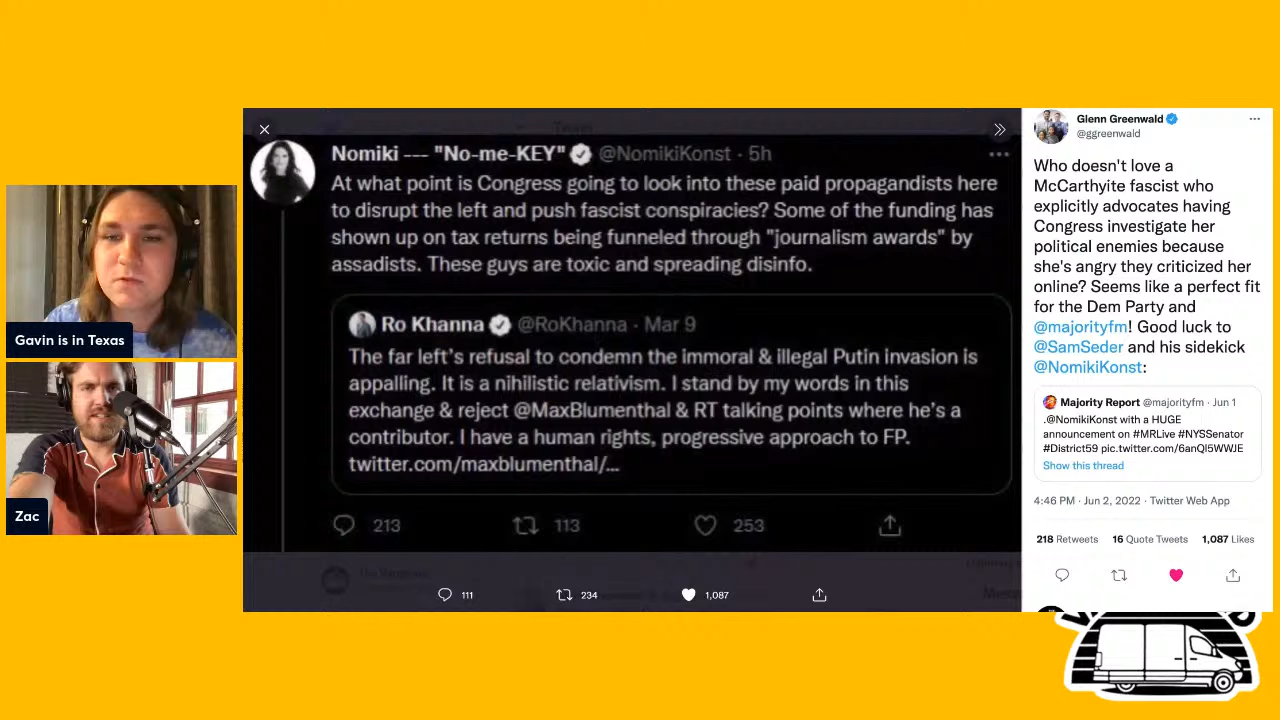 Gavin is in Texas
Zac
Nomiki --- "No-me-KEY" @NomikiKonst · 5h
At what point is Congress going to look into these paid propagandists here
to disrupt the left and push fascist conspiracies? Some of the funding has
shown up on tax returns being funneled through "journalism awards" by
assadists. These guys are toxic and spreading disinfo.
Ro Khanna @RoKhanna · Mar 9
The far left's refusal to condemn the immoral & illegal Putin invasion is
appalling. It is a nihilistic relativism. I stand by my words in this
exchange & reject @MaxBlumenthal & RT talking points where he's a
contributor. I have a human rights, progressive approach to FP.
twitter.com/maxblumenthal/...
213 113 253
111 234 1,087
Glenn Greenwald
@ggreenwald
Who doesn't love a
McCarthyite fascist who
explicitly advocates having
Congress investigate her
political enemies because
she's angry they criticized her
online? Seems like a perfect fit
for the Dem Party and
@majorityfm! Good luck to
@SamSeder and his sidekick
@NomikiKonst:
Majority Report @majorityfm · Jun 1
.@NomikiKonst with a HUGE
announcement on #MRLive #NYSSenator
#District59 pic.twitter.com/6anQi5WWJE
Show this thread
4:46 PM · Jun 2, 2022 · Twitter Web App
218 Retweets 16 Quote Tweets 1,087 Likes